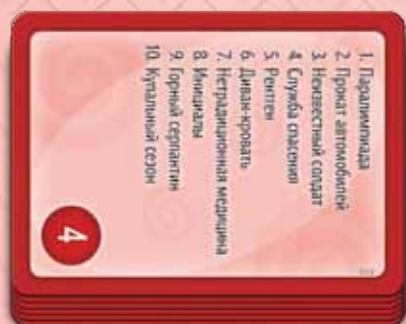 1. Паралимпиада
2. Прокат автомобилей
3. Неизвестный солдат
4. Служба спасения
5. Рентген
6. Диван-кровать
7. Нетрадиционная медицина
8. Инициалы
9. Горный серпантин
10. Купальный сезон
4